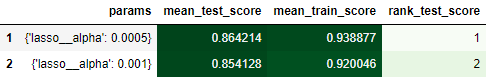 params mean_test_score mean_train_score rank_test_score
1 {'lasso__alpha': 0.0005} 0.864214 0.938877 1
2 {'lasso__alpha': 0.001} 0.854128 0.920046 2